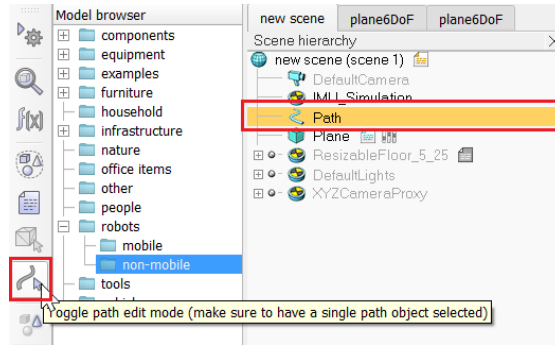 Model browser
components
equipment
examples
furniture
household
infrastructure
nature
office items
other
people
robots
mobile
non-mobile
tools
new scene
plane6DoF
plane6DoF
Scene hierarchy
new scene (scene 1)
DefaultCamera
IMU_Simulation
Path
Plane
ResizableFloor_5_25
DefaultLights
XYZCameraProxy
f(x)
Toggle path edit mode (make sure to have a single path object selected)